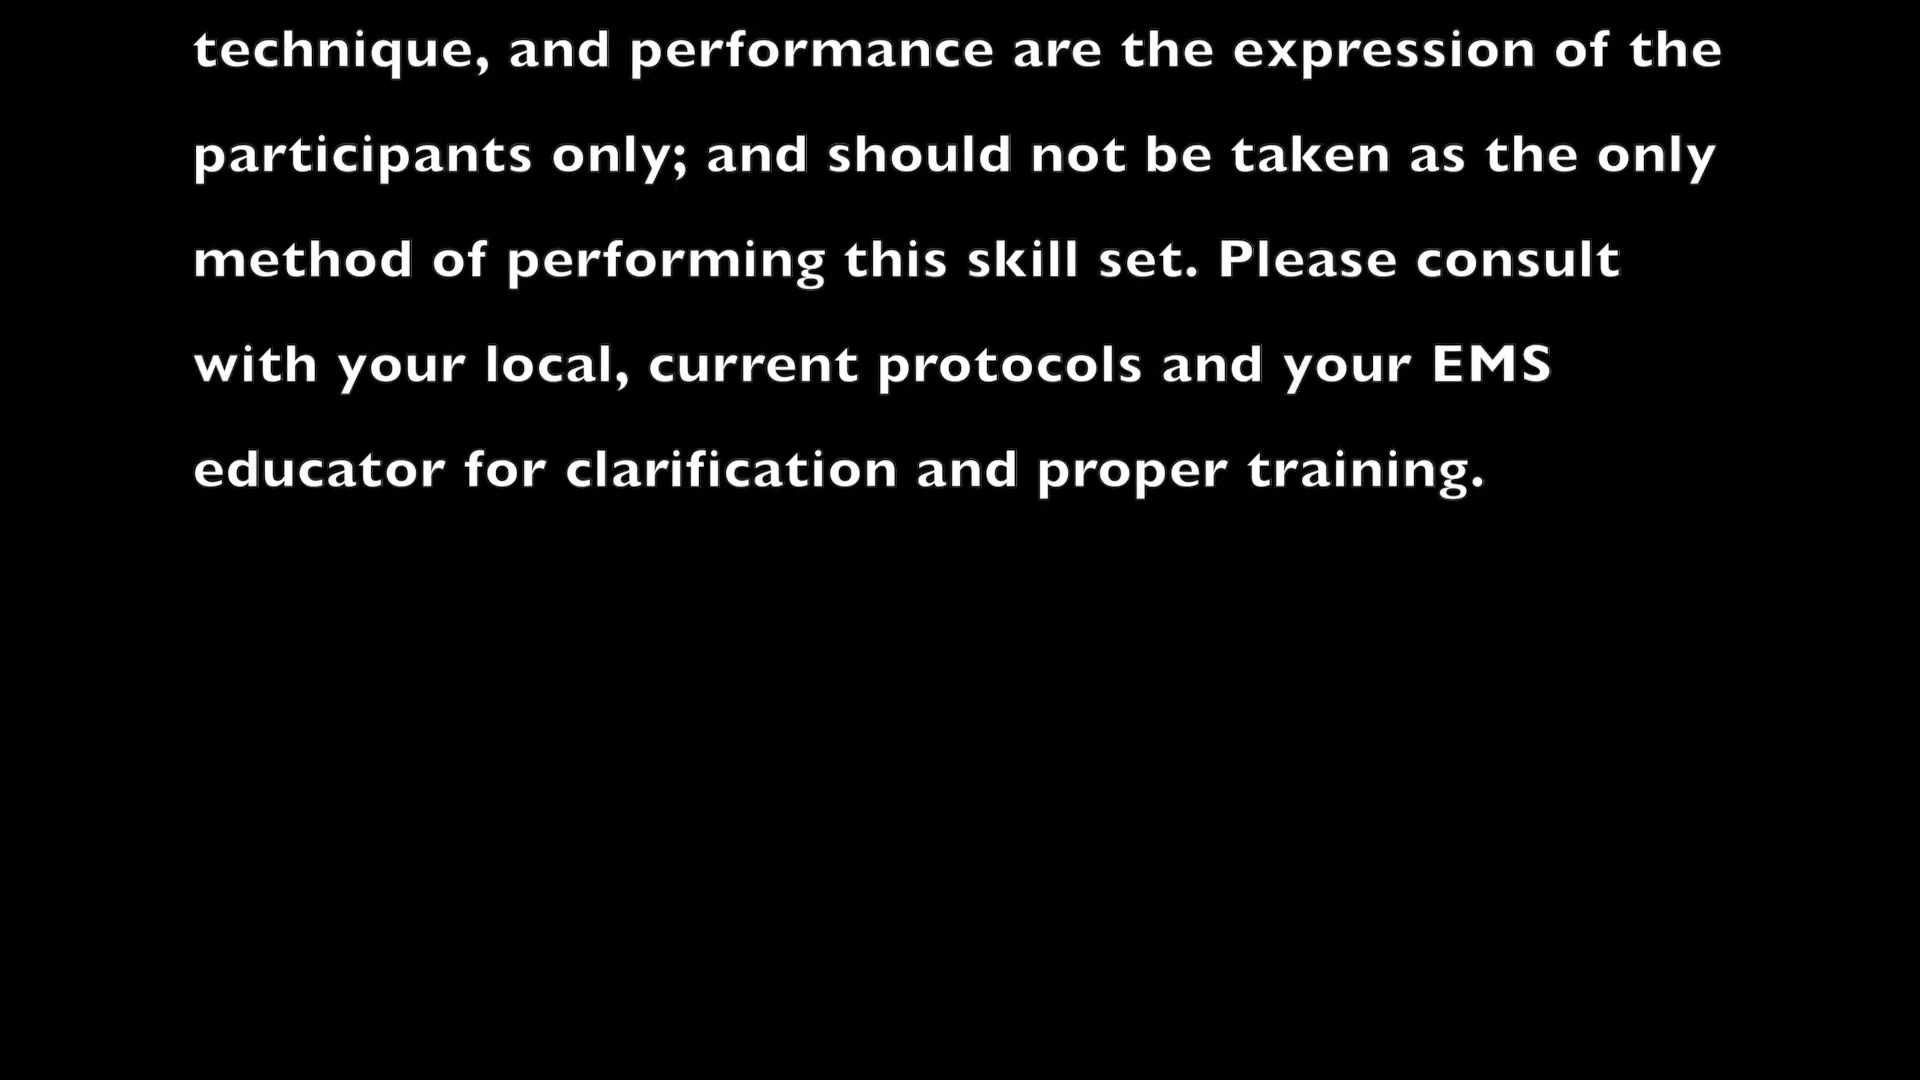 technique, and performance are the expression of the
participants only; and should not be taken as the only
method of performing this skill set. Please consult
with your local, current protocols and your EMS
educator for clarification and proper training.